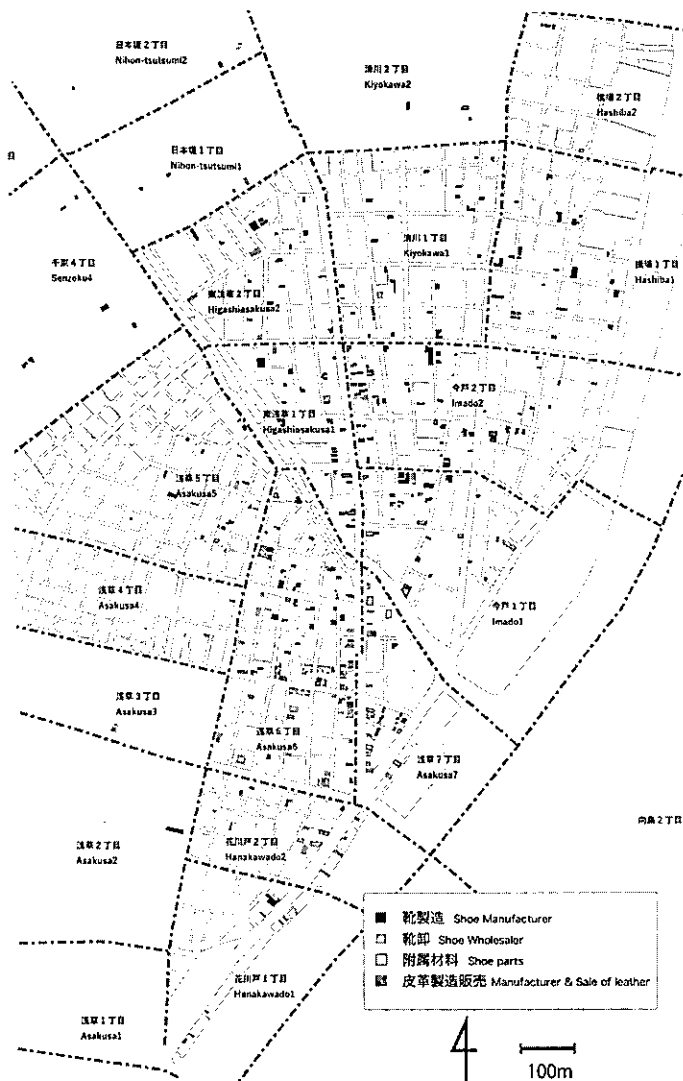 日本堤2丁目
Nihon-tsutsumi2
清川2丁目
Kiyokawa2
橋場2丁目
Hashiba2
日本堤1丁目
Nihon-tsutsumi1
目
清川1丁目
Kiyokawa1
千束4丁目
Senzoku4
橋場1丁目
Hashiba1
東浅草2丁目
Higashiasakusa2
今戸2丁目
Imado2
東浅草1丁目
Higashiasakusa1
浅草5丁目
Asakusa5
浅草4丁目
Asakusa4
今戸1丁目
Imado1
浅草3丁目
Asakusa3
浅草6丁目
Asakusa6
浅草7丁目
Asakusa7
向島2丁目
浅草2丁目
Asakusa2
花川戸2丁目
Hanakawado2
靴製造 Shoe Manufacturer
靴卸 Shoe Wholesaler
附属材料 Shoe parts
皮革製造販売 Manufacturer & Sale of leather
花川戸1丁目
Hanakawado1
浅草1丁目
Asakusa1
100m